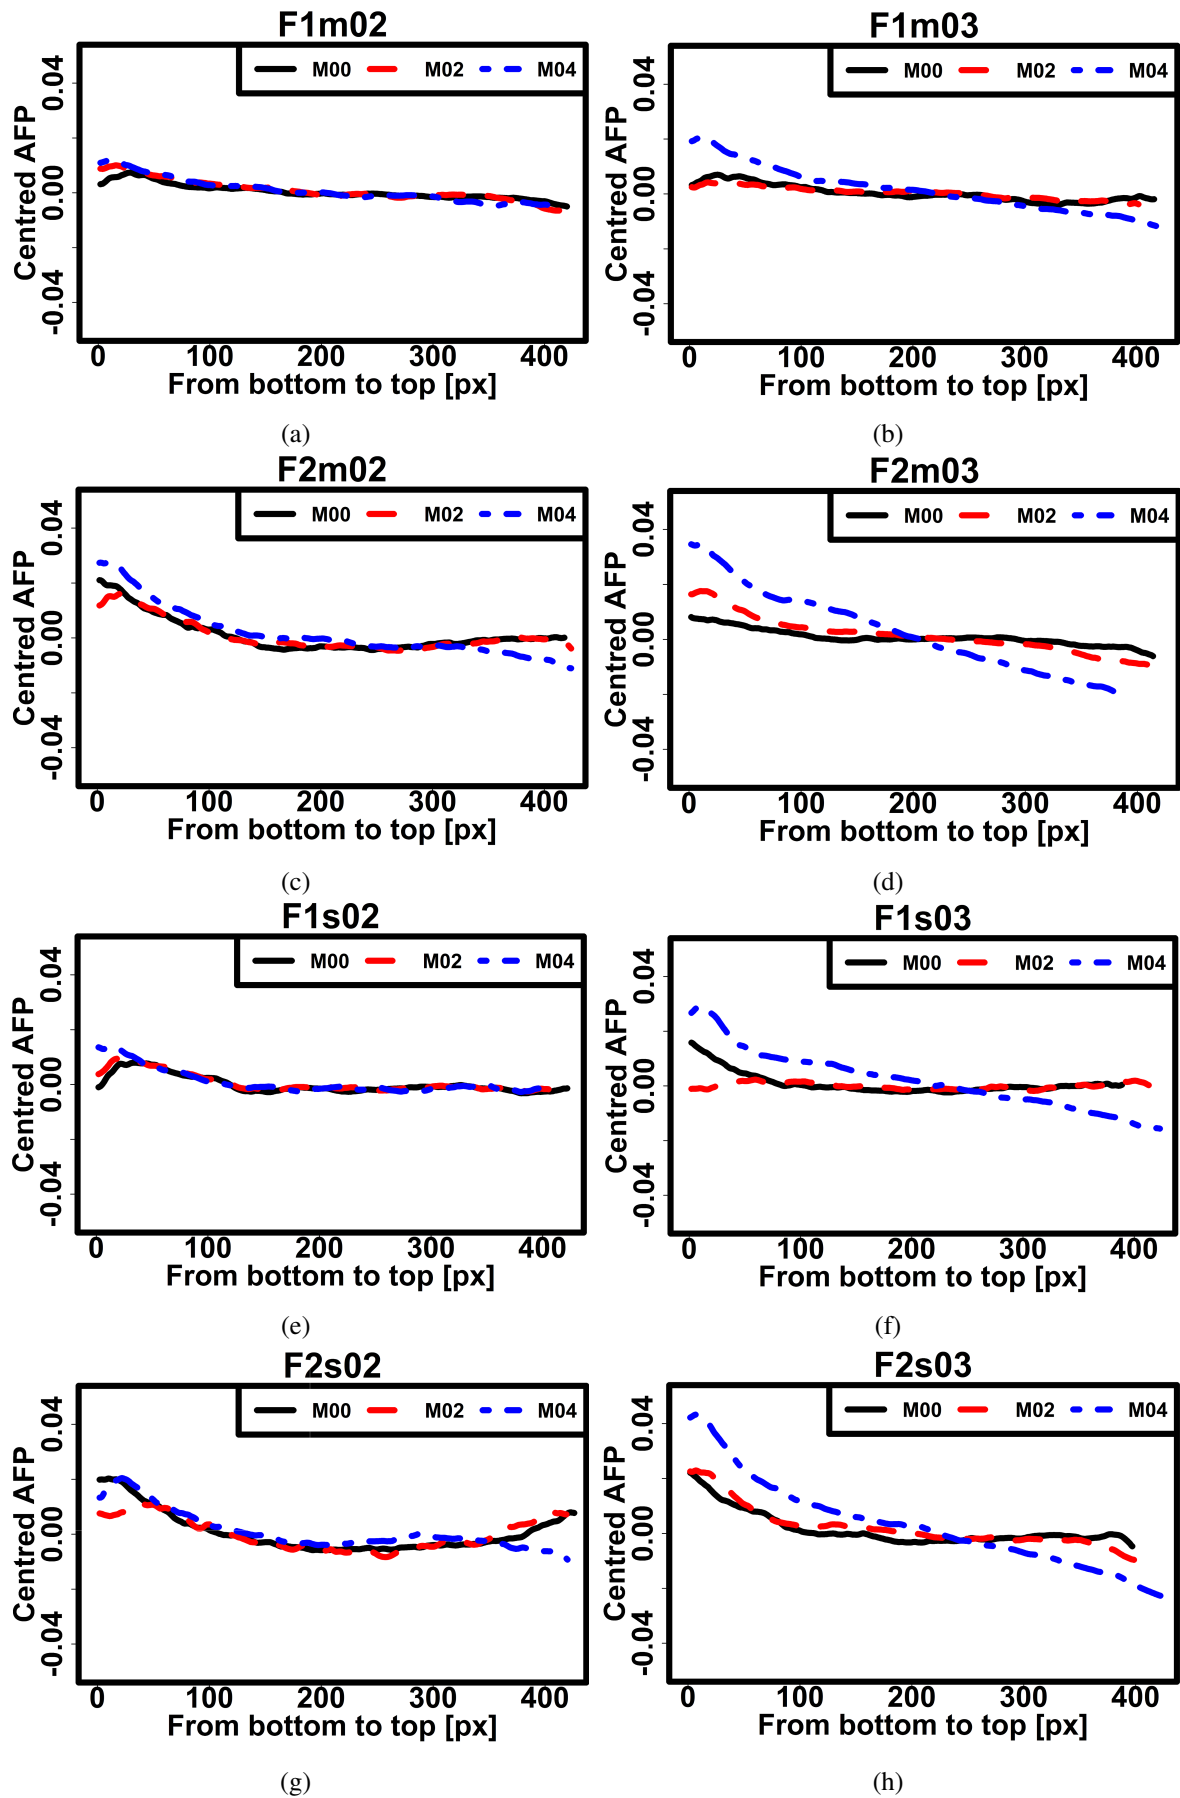 F1m02
M00 M02 M04
Centred AFP
0.04
0.00
-0.04
0 100 200 300 400
From bottom to top [px]
(a)
F1m03
M00 M02 M04
Centred AFP
0.04
0.00
-0.04
0 100 200 300 400
From bottom to top [px]
(b)
F2m02
M00 M02 M04
Centred AFP
0.04
0.00
-0.04
0 100 200 300 400
From bottom to top [px]
(c)
F2m03
M00 M02 M04
Centred AFP
0.04
0.00
-0.04
0 100 200 300 400
From bottom to top [px]
(d)
F1s02
M00 M02 M04
Centred AFP
0.04
0.00
-0.04
0 100 200 300 400
From bottom to top [px]
(e)
F1s03
M00 M02 M04
Centred AFP
0.04
0.00
-0.04
0 100 200 300 400
From bottom to top [px]
(f)
F2s02
M00 M02 M04
Centred AFP
0.04
0.00
-0.04
0 100 200 300 400
From bottom to top [px]
(g)
F2s03
M00 M02 M04
Centred AFP
0.04
0.00
-0.04
0 100 200 300 400
From bottom to top [px]
(h)